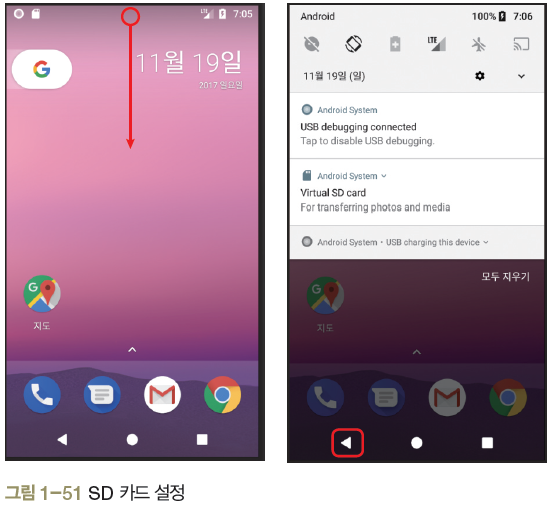 LTE 7:05
G
11월 19일
2017 일요일
G
지도
Android 100% 7:06
LTE
11월 19일 (일)
Android System
USB debugging connected
Tap to disable USB debugging.
Android System
Virtual SD card
For transferring photos and media
Android System • USB charging this device
모두 지우기
G
지도
그림 1-51 SD 카드 설정